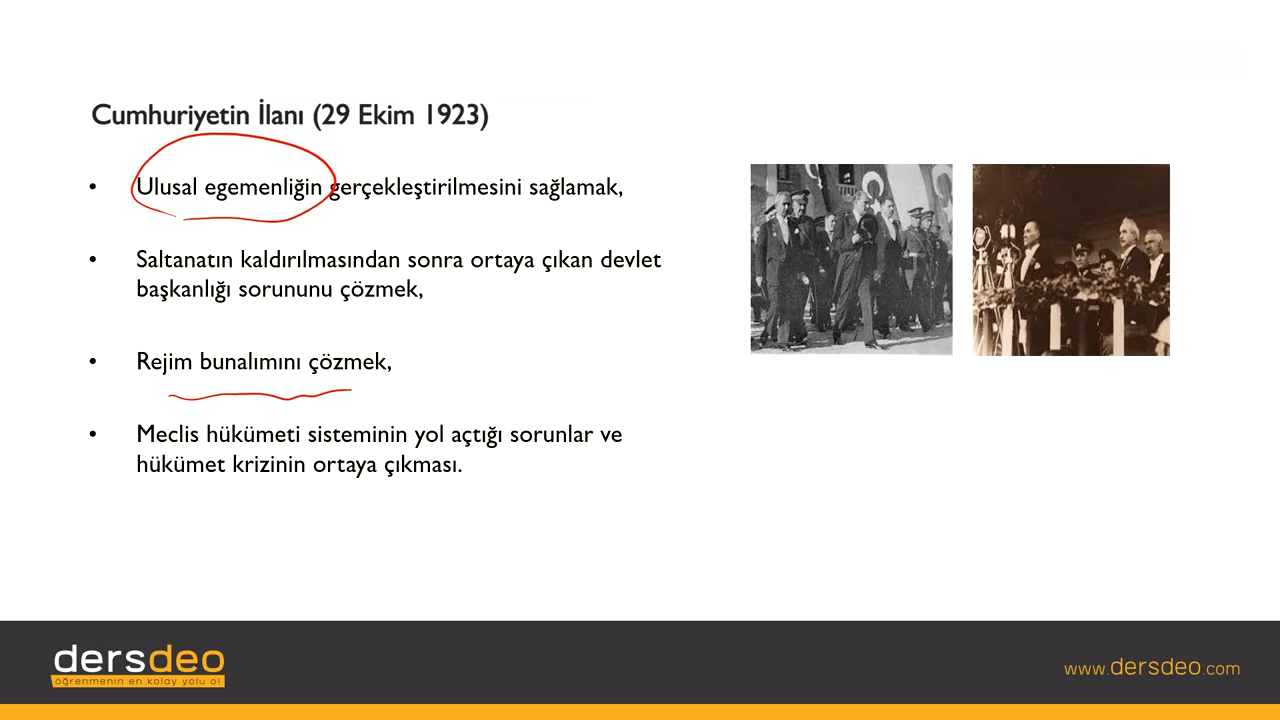 Cumhuriyetin İlanı (29 Ekim 1923)
• Ulusal egemenliğin gerçekleştirilmesini sağlamak,
• Saltanatın kaldırılmasından sonra ortaya çıkan devlet
başkanlığı sorununu çözmek,
• Rejim bunalımını çözmek,
• Meclis hükümeti sisteminin yol açtığı sorunlar ve
hükümet krizinin ortaya çıkması.
dersdeo
öğrenmenin en kolay yolu o!
www.dersdeo.com